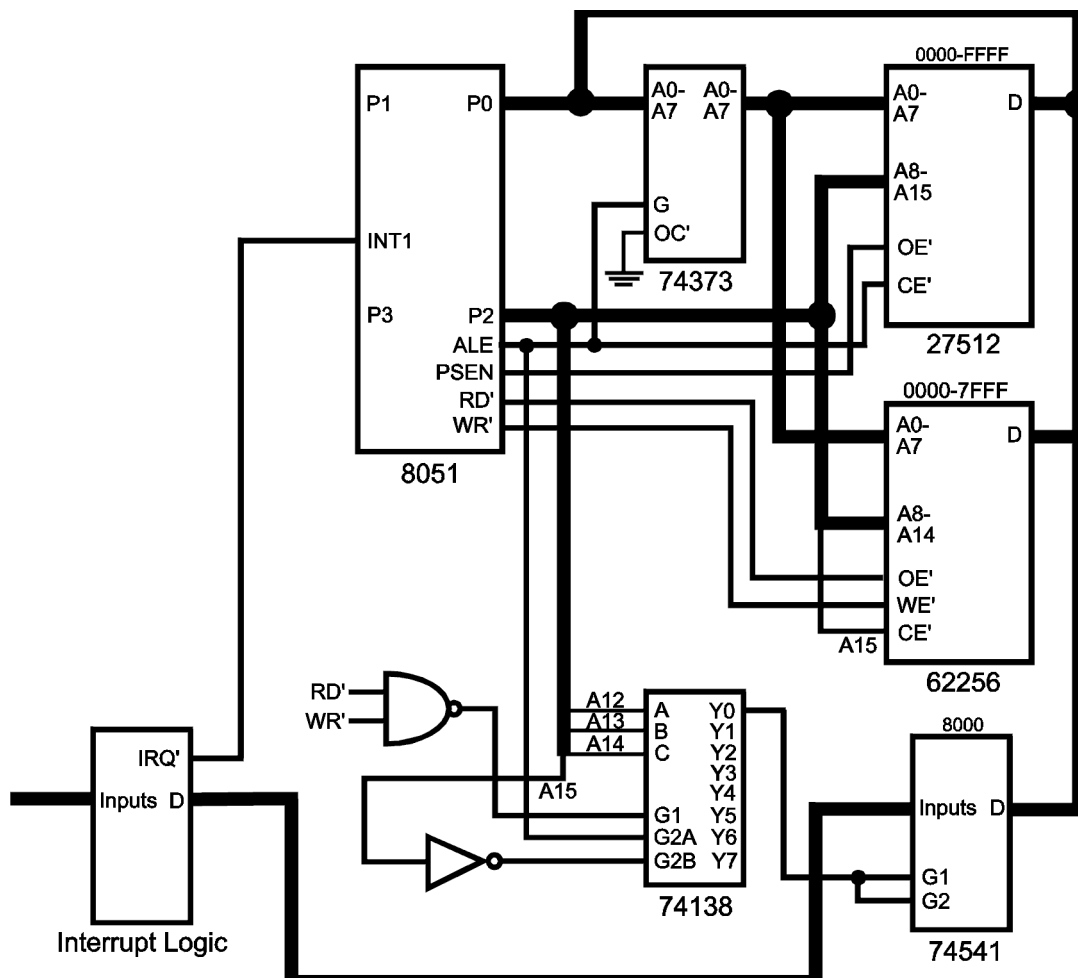 P1
P0
INT1
P3
P2
ALE
PSEN
RD'
WR'
8051
A0-
A7
A0-
A7
G
OC'
74373
0000-FFFF
A0-
A7
D
A8-
A15
OE'
CE'
27512
0000-7FFF
A0-
A7
D
A8-
A14
OE'
WE'
CE'
A15
62256
RD'
WR'
A12
A13
A14
A15
A
B
C
G1
G2A
G2B
Y0
Y1
Y2
Y3
Y4
Y5
Y6
Y7
74138
8000
Inputs D
G1
G2
74541
IRQ'
Inputs D
Interrupt Logic